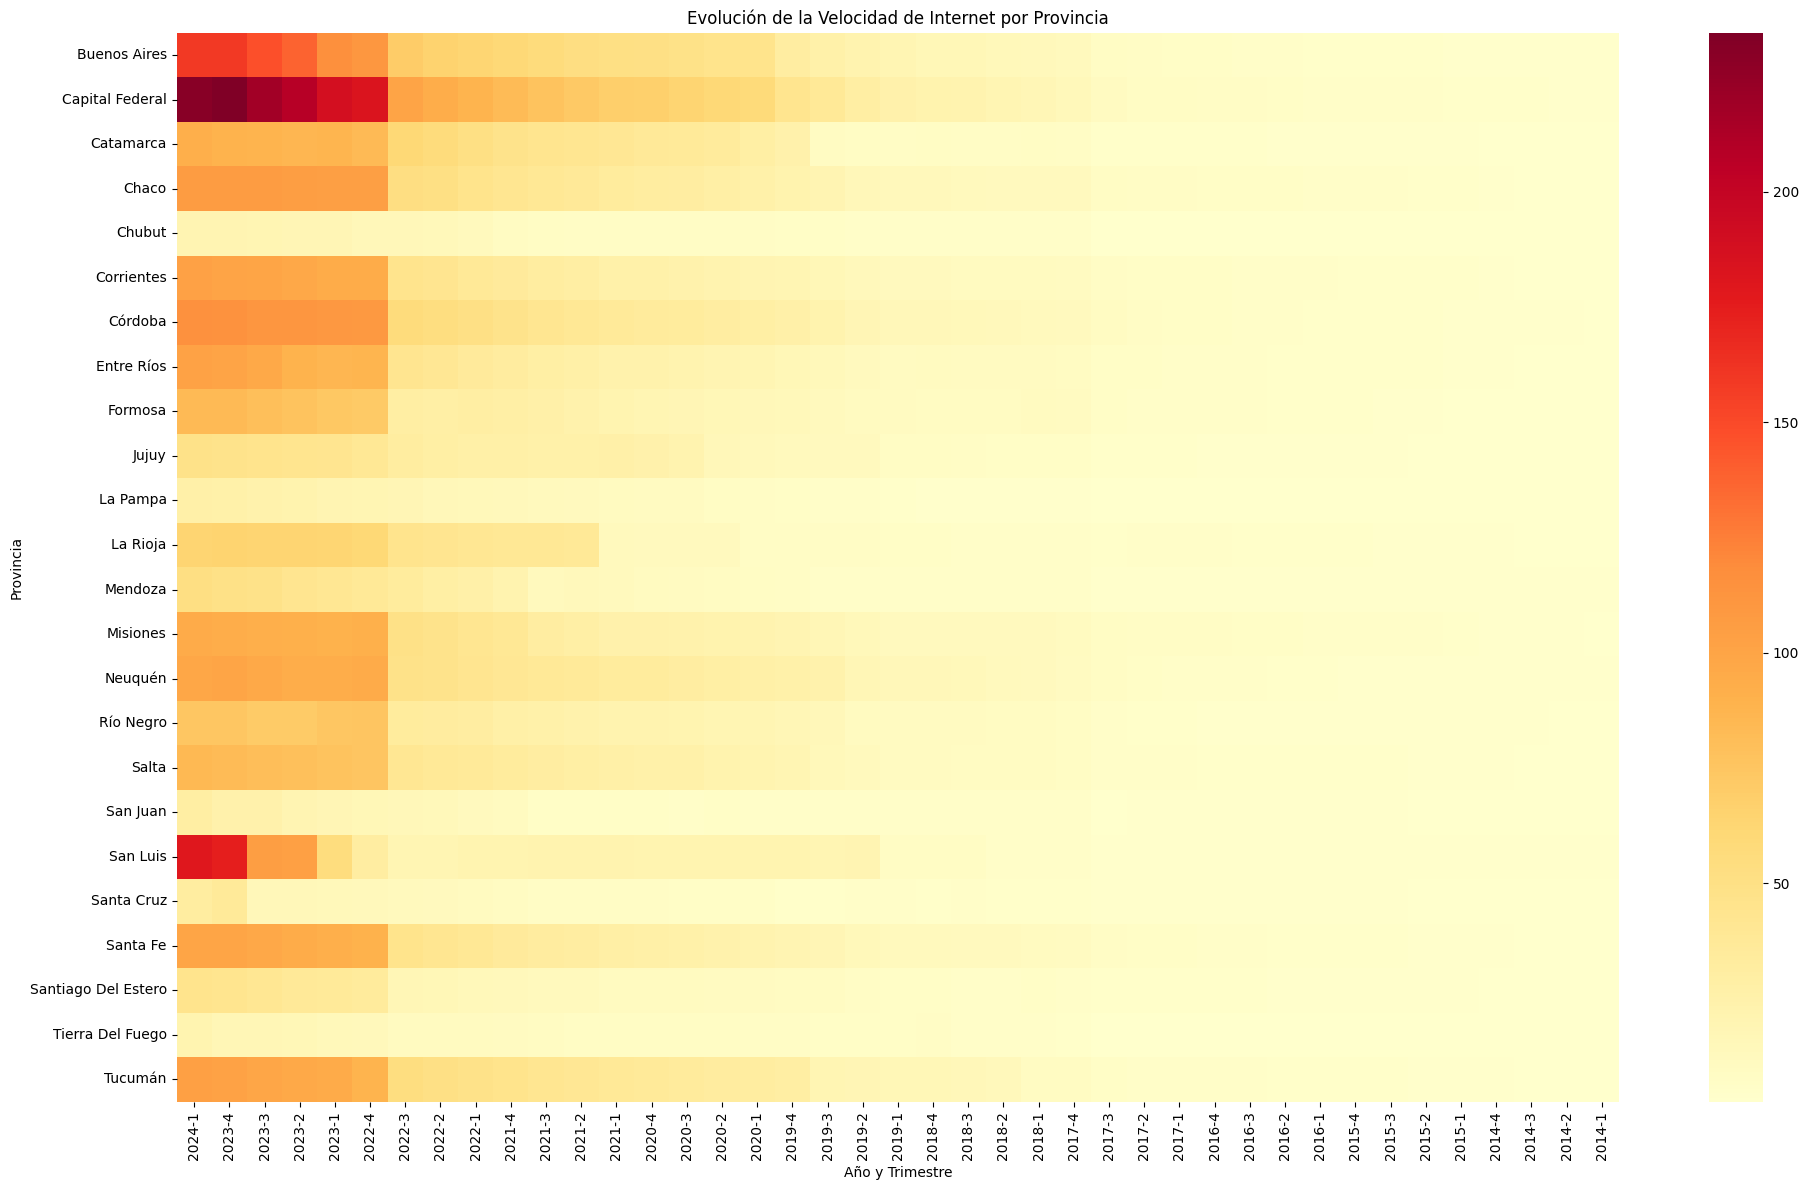 Evolución de la Velocidad de Internet por Provincia
Provincia
Buenos Aires
Capital Federal
Catamarca
Chaco
Chubut
Corrientes
Córdoba
Entre Ríos
Formosa
Jujuy
La Pampa
La Rioja
Mendoza
Misiones
Neuquén
Río Negro
Salta
San Juan
San Luis
Santa Cruz
Santa Fe
Santiago Del Estero
Tierra Del Fuego
Tucumán
200
150
100
50
2024-1
2023-4
2023-3
2023-2
2023-1
2022-4
2022-3
2022-2
2022-1
2021-4
2021-3
2021-2
2021-1
2020-4
2020-3
2020-2
2020-1
2019-4
2019-3
2019-2
2019-1
2018-4
2018-3
2018-2
2018-1
2017-4
2017-3
2017-2
2017-1
2016-4
2016-3
2016-2
2016-1
2015-4
2015-3
2015-2
2015-1
2014-4
2014-3
2014-2
2014-1
Año y Trimestre